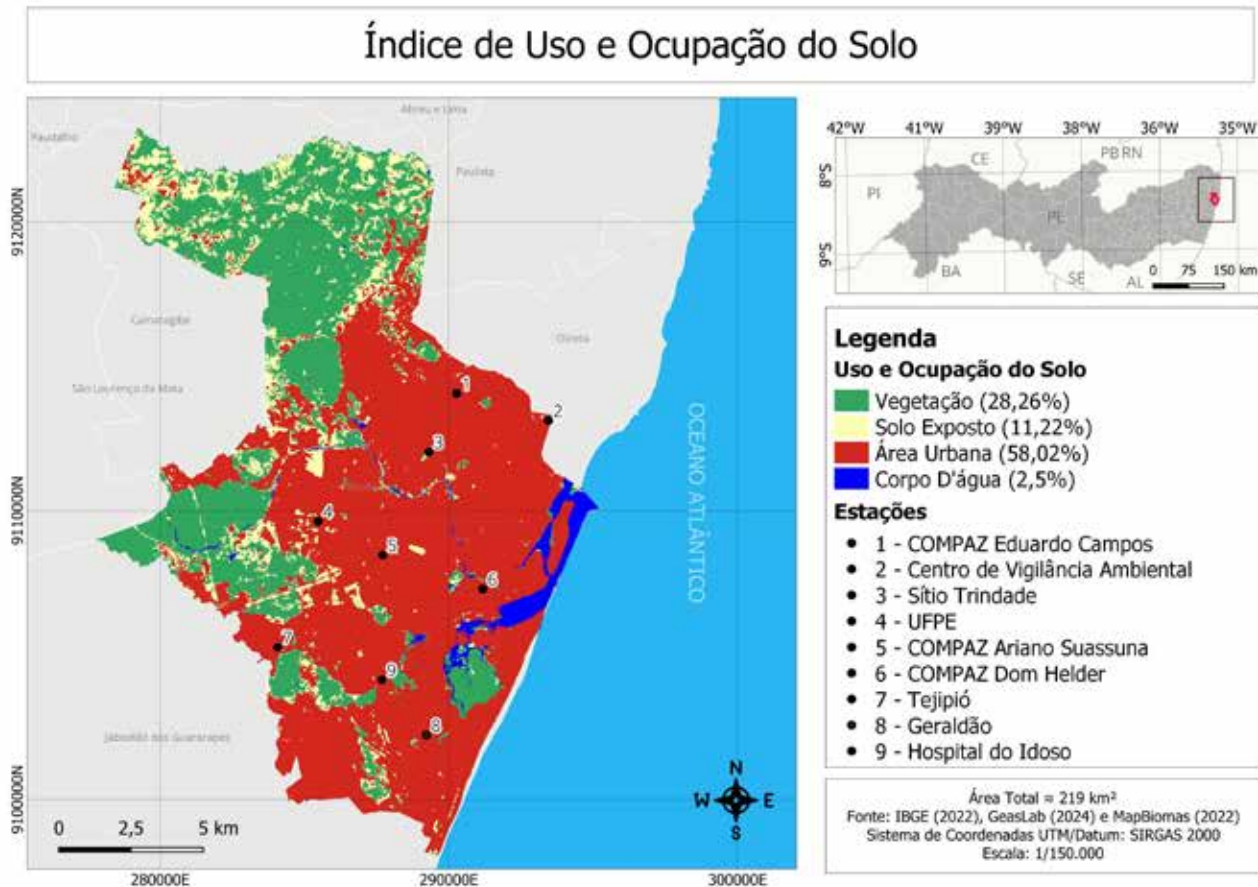 Índice de Uso e Ocupação do Solo
Abreu e Lima
Paudalho
Paulista
Camaragibe
Olinda
São Lourenço da Mata
Jaboatão dos Guararapes
OCEANO ATLÂNTICO
1
2
3
4
5
6
7
9
8
9120000N
9110000N
9100000N
280000E
290000E
300000E
0 2,5 5 km
N
W E
S
42°W 41°W 39°W 38°W 36°W 35°W
8°S
9°S
CE
PB RN
PI
PE
BA
SE
AL
0 75 150 km
Legenda
Uso e Ocupação do Solo
Vegetação (28,26%)
Solo Exposto (11,22%)
Área Urbana (58,02%)
Corpo D'água (2,5%)
Estações
1 - COMPAZ Eduardo Campos
2 - Centro de Vigilância Ambiental
3 - Sítio Trindade
4 - UFPE
5 - COMPAZ Ariano Suassuna
6 - COMPAZ Dom Helder
7 - Tejipió
8 - Geraldão
9 - Hospital do Idoso
Área Total = 219 km²
Fonte: IBGE (2022), GeasLab (2024) e MapBiomas (2022)
Sistema de Coordenadas UTM/Datum: SIRGAS 2000
Escala: 1/150.000